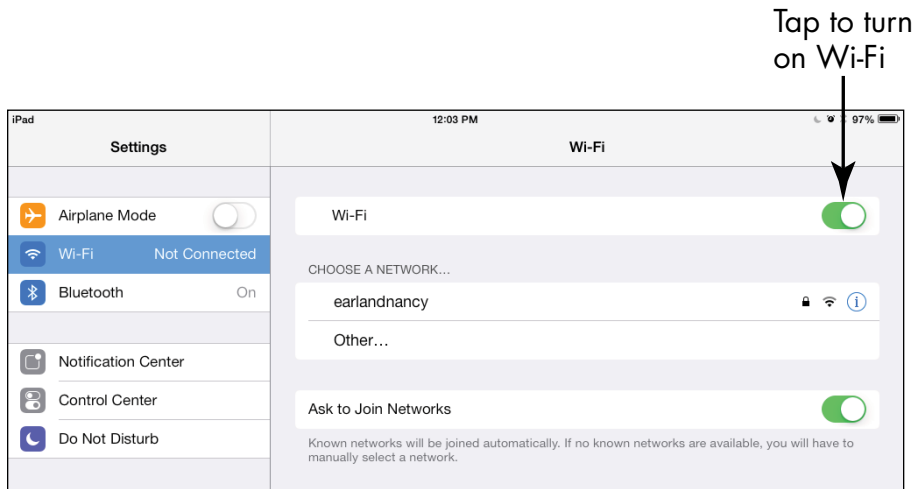 Tap to turn
on Wi-Fi
iPad
12:03 PM
97%
Settings
Wi-Fi
Airplane Mode
Wi-Fi Not Connected
Bluetooth On
Notification Center
Control Center
Do Not Disturb
Wi-Fi
CHOOSE A NETWORK...
earlandnancy
Other...
Ask to Join Networks
Known networks will be joined automatically. If no known networks are available, you will have to
manually select a network.